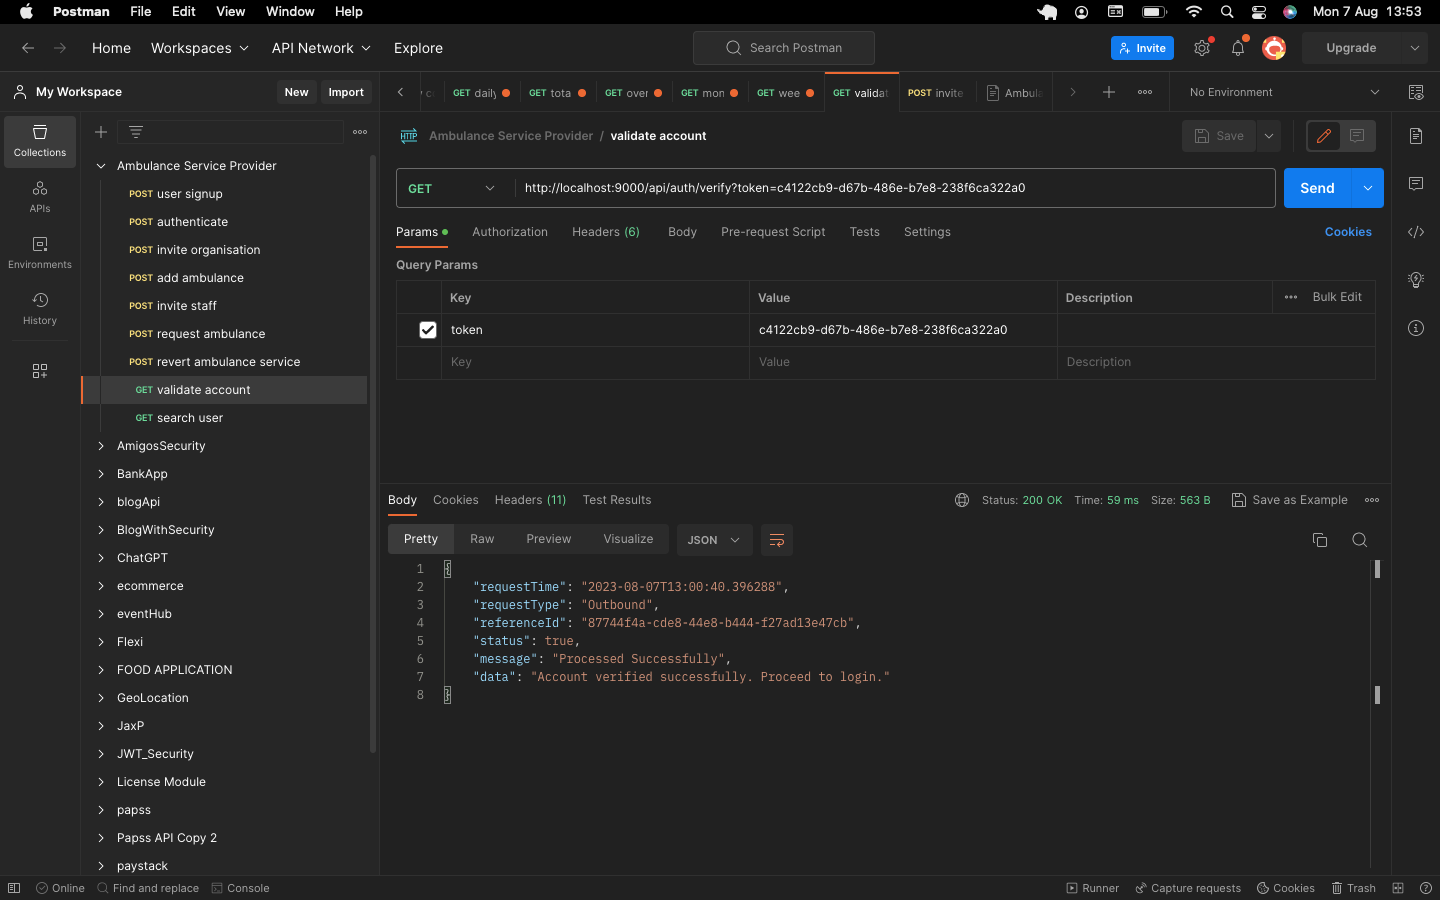 Postman File Edit View Window Help Mon 7 Aug 13:53
Home Workspaces API Network Explore Search Postman Invite Upgrade
My Workspace New Import
GET daily GET tota GET over GET mon GET wee GET validat POST invite Ambula No Environment
Collections
APIs
Environments
History
Ambulance Service Provider
POST user signup
POST authenticate
POST invite organisation
POST add ambulance
POST invite staff
POST request ambulance
POST revert ambulance service
GET validate account
GET search user
AmigosSecurity
BankApp
blogApi
BlogWithSecurity
ChatGPT
ecommerce
eventHub
Flexi
FOOD APPLICATION
GeoLocation
JaxP
JWT_Security
License Module
papss
Papss API Copy 2
paystack
HTTP Ambulance Service Provider / validate account Save
GET http://localhost:9000/api/auth/verify?token=c4122cb9-d67b-486e-b7e8-238f6ca322a0 Send
Params Authorization Headers (6) Body Pre-request Script Tests Settings Cookies
Query Params
Key Value Description Bulk Edit
token c4122cb9-d67b-486e-b7e8-238f6ca322a0
Key Value Description
Body Cookies Headers (11) Test Results Status: 200 OK Time: 59 ms Size: 563 B Save as Example
Pretty Raw Preview Visualize JSON
1 {
2 "requestTime": "2023-08-07T13:00:40.396288",
3 "requestType": "Outbound",
4 "referenceId": "87744f4a-cde8-44e8-b444-f27ad13e47cb",
5 "status": true,
6 "message": "Processed Successfully",
7 "data": "Account verified successfully. Proceed to login."
8 }
Online Find and replace Console Runner Capture requests Cookies Trash